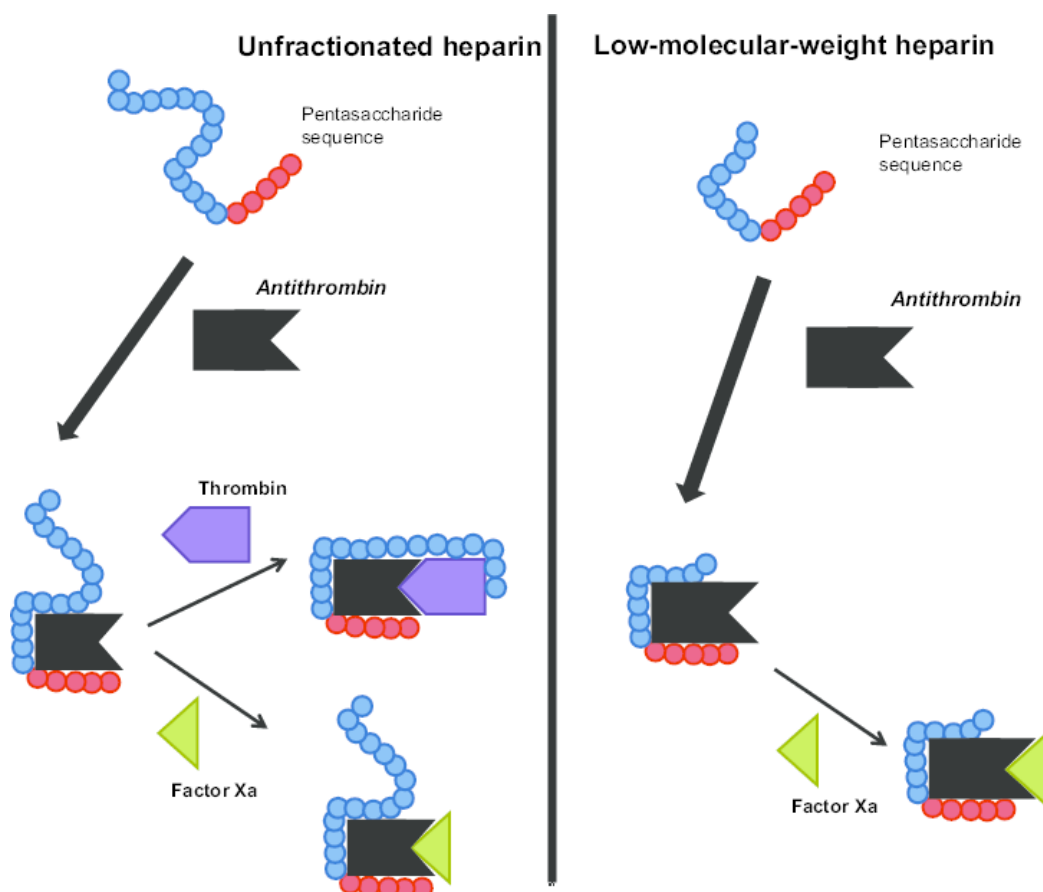 Unfractionated heparin
Pentasaccharide
sequence
Antithrombin
Thrombin
Factor Xa
Low-molecular-weight heparin
Pentasaccharide
sequence
Antithrombin
Factor Xa